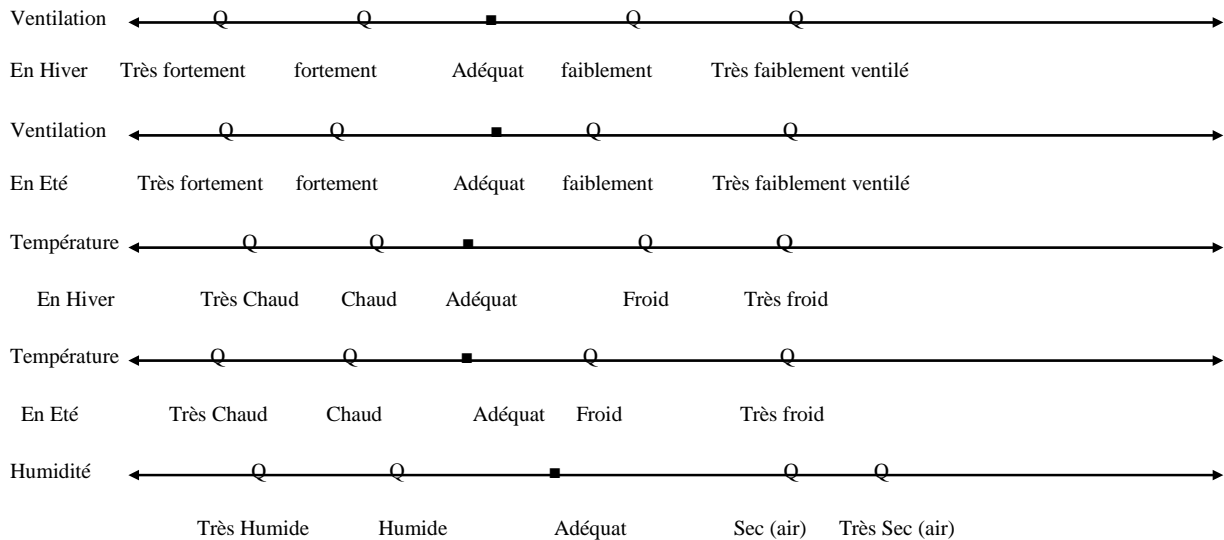 Ventilation Q Q ■ Q Q
En Hiver Très fortement fortement Adéquat faiblement Très faiblement ventilé
Ventilation Q Q ■ Q Q
En Eté Très fortement fortement Adéquat faiblement Très faiblement ventilé
Température Q Q ■ Q Q
En Hiver Très Chaud Chaud Adéquat Froid Très froid
Température Q Q ■ Q Q
En Eté Très Chaud Chaud Adéquat Froid Très froid
Humidité Q Q ■ Q Q
Très Humide Humide Adéquat Sec (air) Très Sec (air)